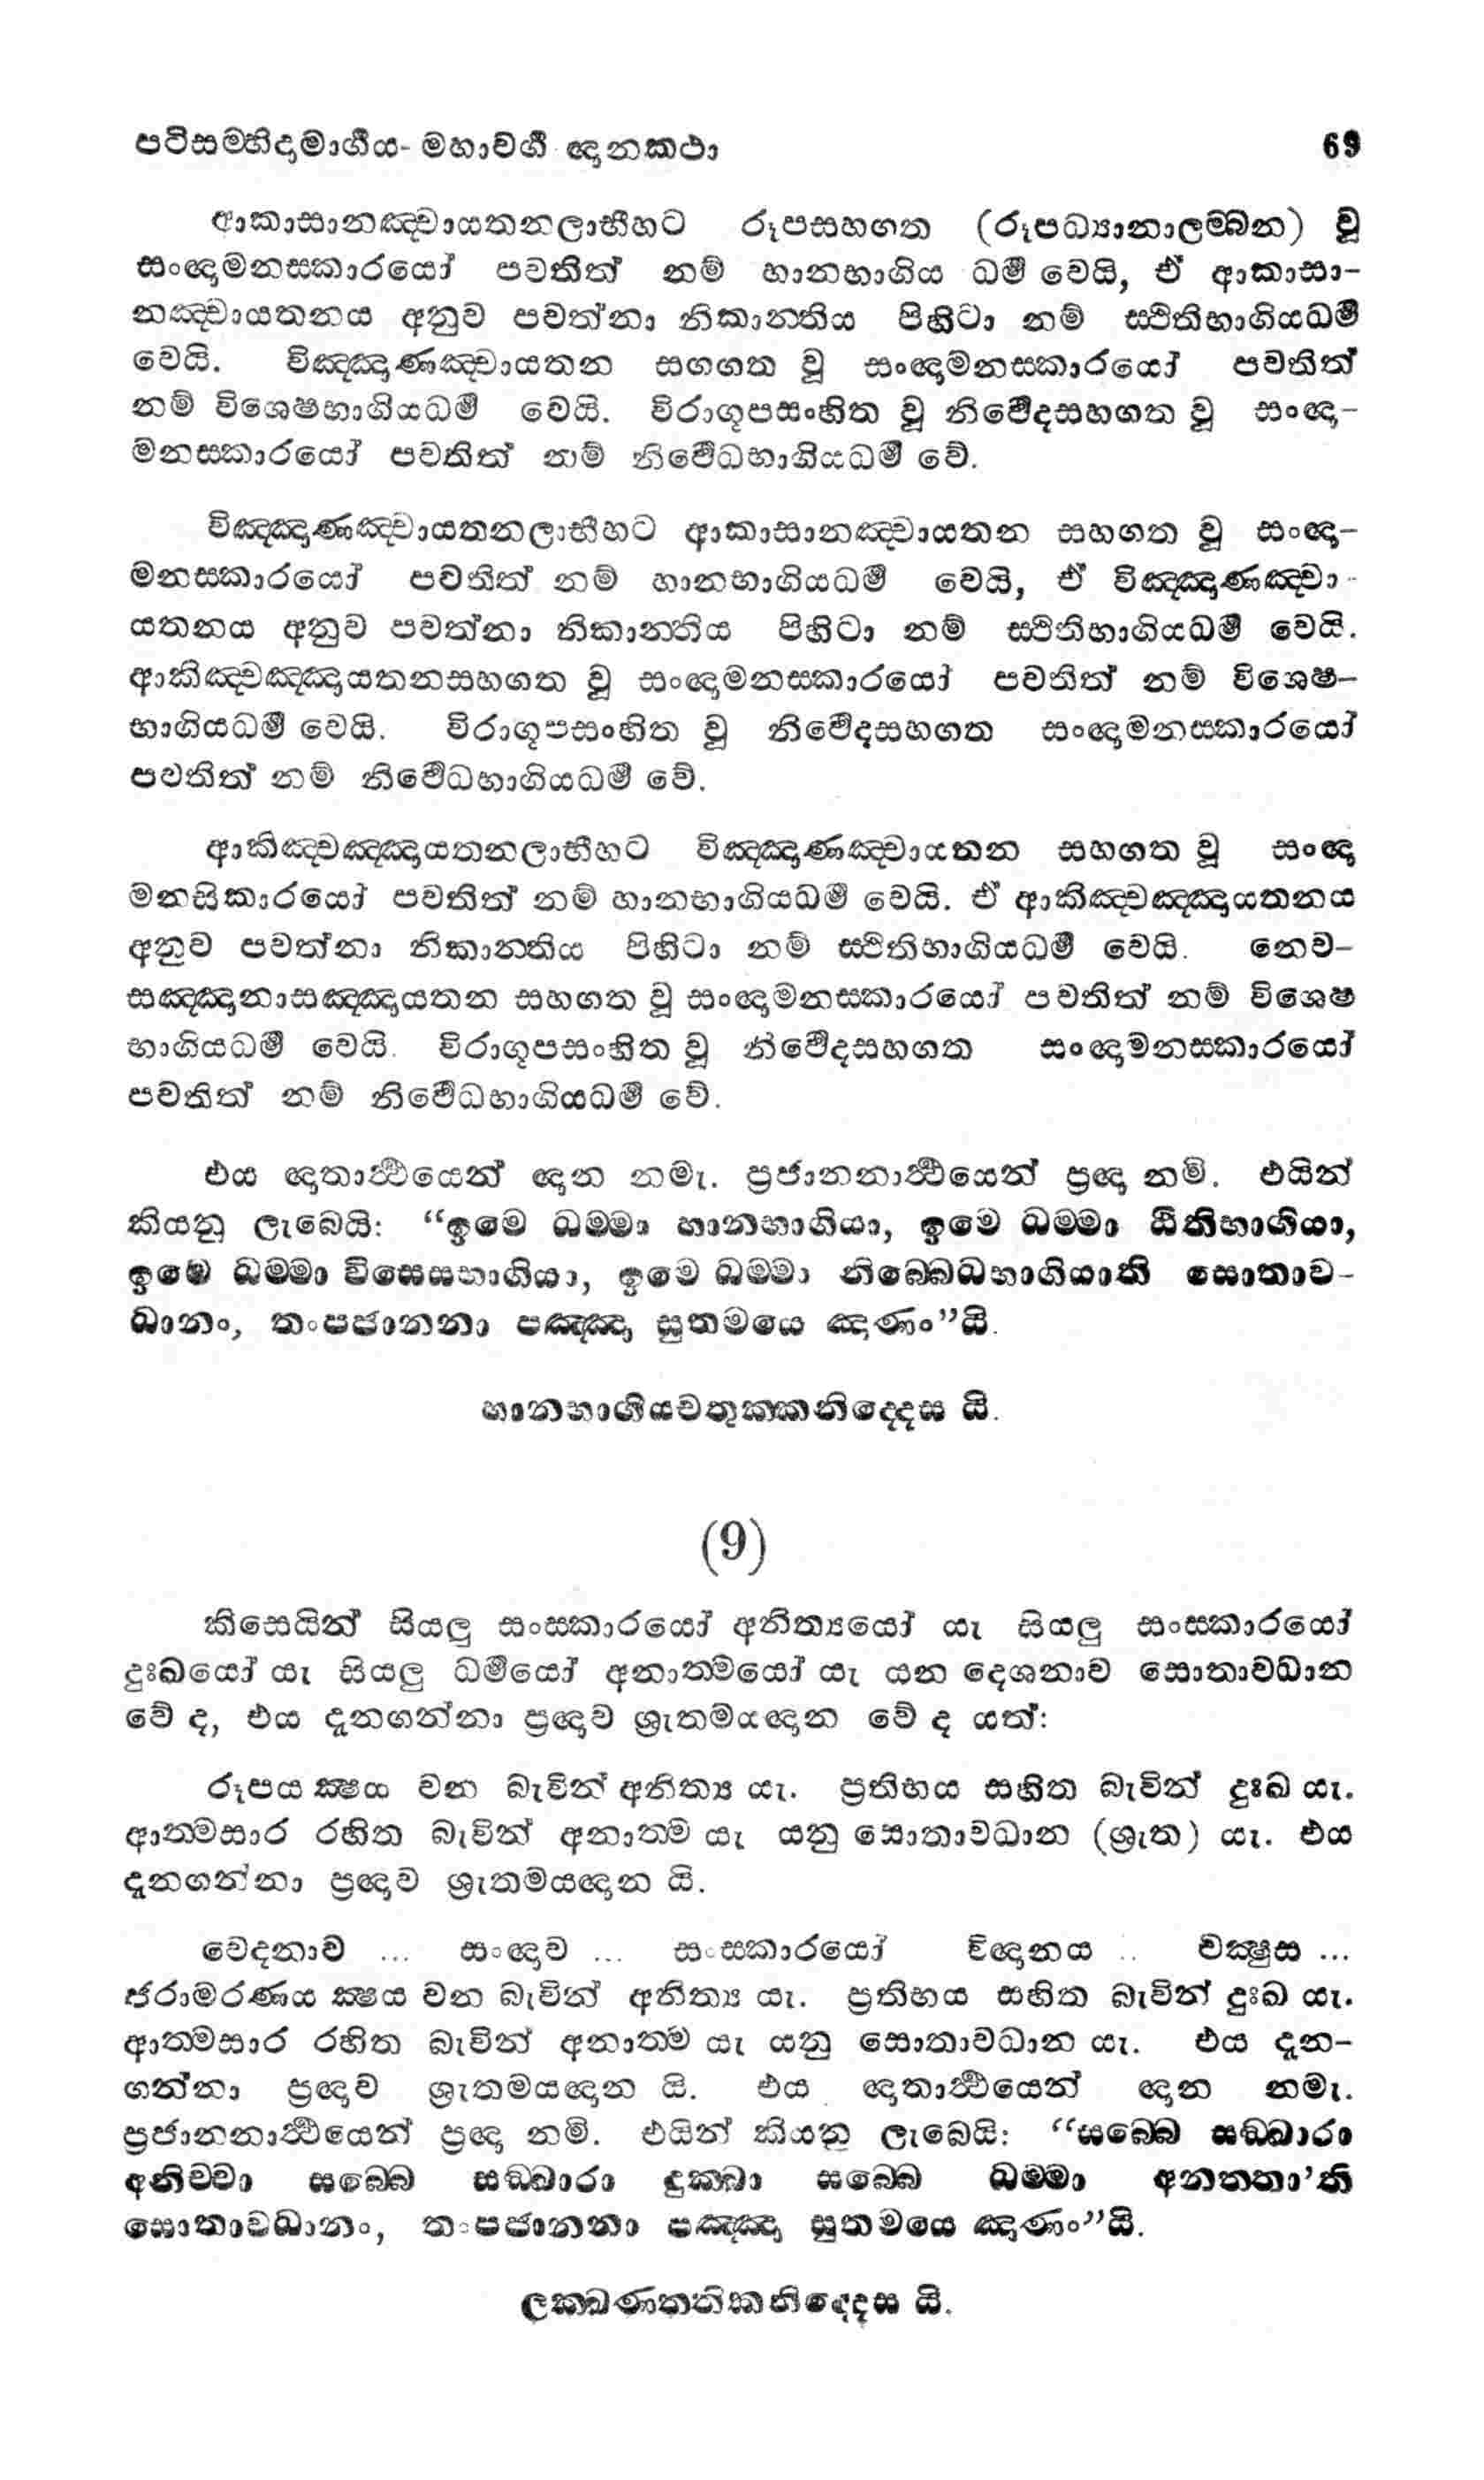 පටිසම්භිදාමාර්ගය- මහාවර්ග ඥානකථා 69
ආකාසානඤ්චායතනලාභීහට රූපසහගත (රූපධ්‍යානාලම්බන) වූ
සංඥාමනසකාරයෝ පවතිත් නම් හානභාගිය ධර්ම වෙයි, ඒ ආකාසා-
නඤ්චායතනය අනුව පවත්නා නිකාන්තිය පිහිටා නම් ස්ථිතිභාගියධර්ම
වෙයි. විඤ්ඤාණඤ්චායතන සගගත වූ සංඥාමනසකාරයෝ පවතිත්
නම් විශෙෂභාගියධර්ම වෙයි. විරාගූපසංහිත වූ නිර්වේදසහගත වූ සංඥා-
මනසකාරයෝ පවතිත් නම් නිර්වේධභාගියධර්ම වේ.
විඤ්ඤාණඤ්චායතනලාභීහට ආකාසානඤ්චායතන සහගත වූ සංඥා-
මනසකාරයෝ පවතිත් නම් හානභාගියධර්ම වෙයි, ඒ විඤ්ඤාණඤ්චා-
යතනය අනුව පවත්නා නිකාන්තිය පිහිටා නම් ස්ථිතිභාගියධර්ම වෙයි.
ආකිඤ්චඤ්ඤායතනසහගත වූ සංඥාමනසකාරයෝ පවතිත් නම් විශෙෂ-
භාගියධර්ම වෙයි. විරාගූපසංහිත වූ නිර්වේදසහගත සංඥාමනසකාරයෝ
පවතිත් නම් නිර්වේධභාගියධර්ම වේ.
ආකිඤ්චඤ්ඤායතනලාභීහට විඤ්ඤාණඤ්චායතන සහගත වූ සංඥා
මනසිකාරයෝ පවතිත් නම් හානභාගියධර්ම වෙයි. ඒ ආකිඤ්චඤ්ඤායතනය
අනුව පවත්නා නිකාන්තිය පිහිටා නම් ස්ථිතිභාගියධර්ම වෙයි. නෙව-
සඤ්ඤානාසඤ්ඤායතන සහගත වූ සංඥාමනසකාරයෝ පවතිත් නම් විශෙෂ
භාගියධර්ම වෙයි. විරාගූපසංහිත වූ නිර්වේදසහගත සංඥාමනසකාරයෝ
පවතිත් නම් නිර්වේධභාගියධර්ම වේ.
එය ඥාතාර්ථයෙන් ඥාන නමැ. ප්‍රජානනාර්ථයෙන් ප්‍රඥා නමි. එයින්
කියනු ලැබෙයි: “ඉමෙ ධම්මා හානභාගියා, ඉමෙ ධම්මා ඨිතිභාගියා,
ඉමෙ ධම්මා විසෙසභාගියා, ඉමෙ ධම්මා නිබ්බෙධභාගියාති සොතාව-
ධානං, තංපජානනා පඤ්ඤා සුතමයෙ ඤාණං”යි.
හානභාගියචතුක්කනිද්දෙස යි.
(9)
කිසෙයින් සියලු සංසකාරයෝ අනිත්‍යයෝ යැ සියලු සංසකාරයෝ
දුඃඛයෝ යැ සියලු ධර්මයෝ අනාත්මයෝ යැ යන දෙශනාව සොතාවධාන
වේ ද, එය දැනගන්නා ප්‍රඥාව ශ්‍රුතමයඥාන වේ ද යත්:
රූපය ක්‍ෂය වන බැවින් අනිත්‍ය යැ. ප්‍රතිභය සහිත බැවින් දුඃඛ යැ.
ආත්මසාර රහිත බැවින් අනාත්ම යැ යනු සොතාවධාන (ශ්‍රුත) යැ. එය
දැනගන්නා ප්‍රඥාව ශ්‍රුතමයඥාන යි.
වෙදනාව ... සංඥාව ... සංසකාරයෝ විඥානය .. චක්‍ෂුස ...
ජරාමරණය ක්‍ෂය වන බැවින් අනිත්‍ය යැ. ප්‍රතිභය සහිත බැවින් දුඃඛ යැ.
ආත්මසාර රහිත බැවින් අනාත්ම යැ යනු සොතාවධාන යැ. එය දැන-
ගන්නා ප්‍රඥාව ශ්‍රුතමයඥාන යි. එය ඥාතාර්ථයෙන් ඥාන නමැ.
ප්‍රජානනාර්ථයෙන් ප්‍රඥා නමි. එයින් කියනු ලැබෙයි: “සබ්බෙ සඞ්ඛාරා
අනිච්චා සබ්බෙ සඞ්ඛාරා දුක්ඛා සබ්බෙ ධම්මා අනත්තා’ති
සොතාවධානං, තංපජානනා පඤ්ඤා සුතමයෙ ඤාණං”යි.
ලක්ඛණත්තිකනිද්දෙස යි.